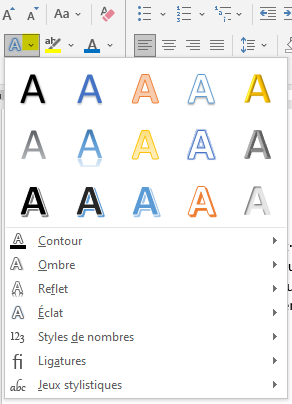 A A Aa A
A A
A A A A A
A A A A A
A A A A A
A Contour
A Ombre
A Reflet
A Éclat
123 Styles de nombres
fi Ligatures
abc Jeux stylistiques